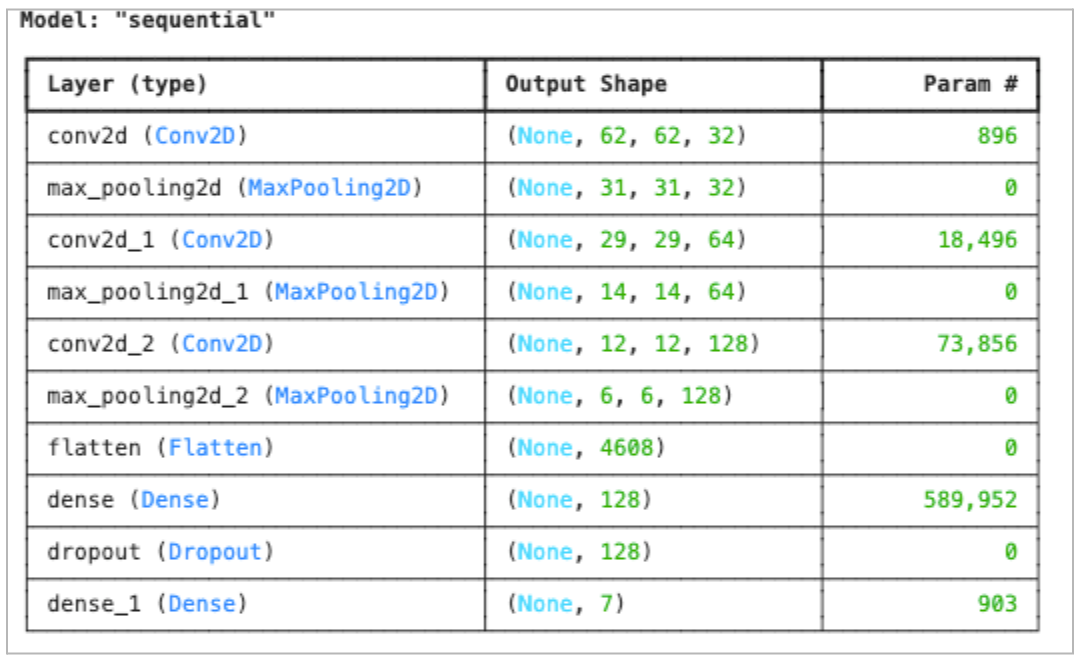 Model: "sequential"
Layer (type) Output Shape Param #
conv2d (Conv2D) (None, 62, 62, 32) 896
max_pooling2d (MaxPooling2D) (None, 31, 31, 32) 0
conv2d_1 (Conv2D) (None, 29, 29, 64) 18,496
max_pooling2d_1 (MaxPooling2D) (None, 14, 14, 64) 0
conv2d_2 (Conv2D) (None, 12, 12, 128) 73,856
max_pooling2d_2 (MaxPooling2D) (None, 6, 6, 128) 0
flatten (Flatten) (None, 4608) 0
dense (Dense) (None, 128) 589,952
dropout (Dropout) (None, 128) 0
dense_1 (Dense) (None, 7) 903